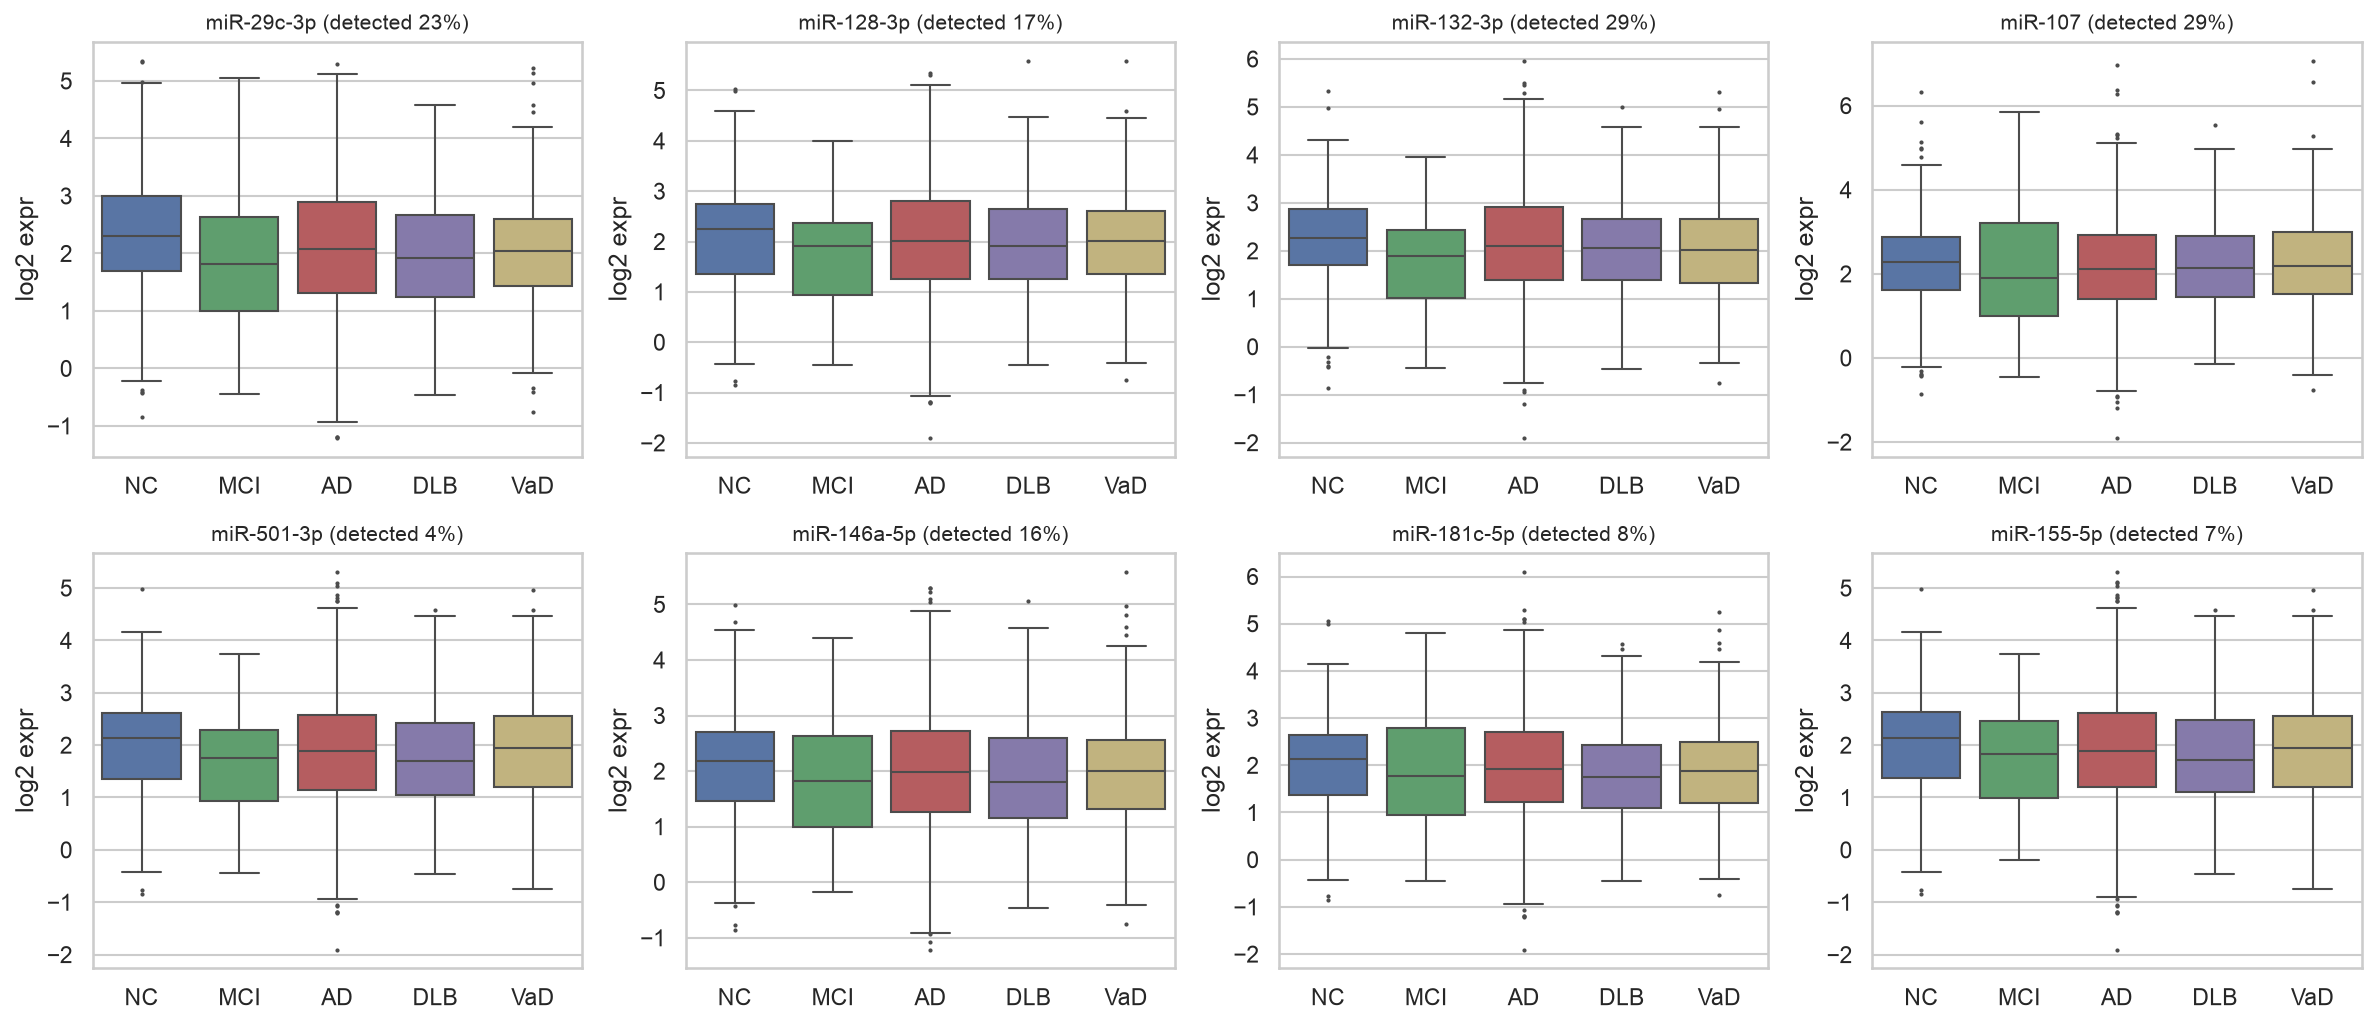 miR-29c-3p (detected 23%)
log2 expr
5
4
3
2
1
0
−1
NC MCI AD DLB VaD
miR-128-3p (detected 17%)
log2 expr
5
4
3
2
1
0
−1
−2
NC MCI AD DLB VaD
miR-132-3p (detected 29%)
log2 expr
6
5
4
3
2
1
0
−1
−2
NC MCI AD DLB VaD
miR-107 (detected 29%)
log2 expr
6
4
2
0
−2
NC MCI AD DLB VaD
miR-501-3p (detected 4%)
log2 expr
5
4
3
2
1
0
−1
−2
NC MCI AD DLB VaD
miR-146a-5p (detected 16%)
log2 expr
5
4
3
2
1
0
−1
NC MCI AD DLB VaD
miR-181c-5p (detected 8%)
log2 expr
6
5
4
3
2
1
0
−1
−2
NC MCI AD DLB VaD
miR-155-5p (detected 7%)
log2 expr
5
4
3
2
1
0
−1
−2
NC MCI AD DLB VaD